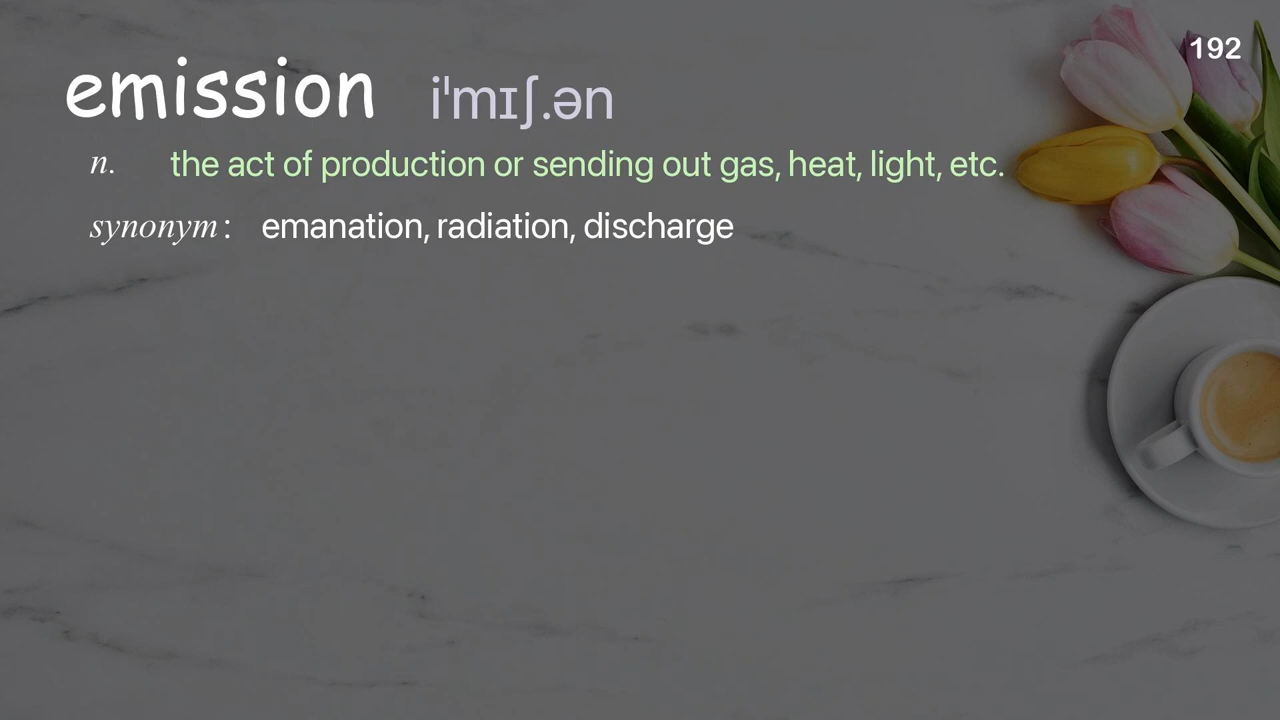 192
emission iˈmɪʃ.ən
n. the act of production or sending out gas, heat, light, etc.
synonym : emanation, radiation, discharge